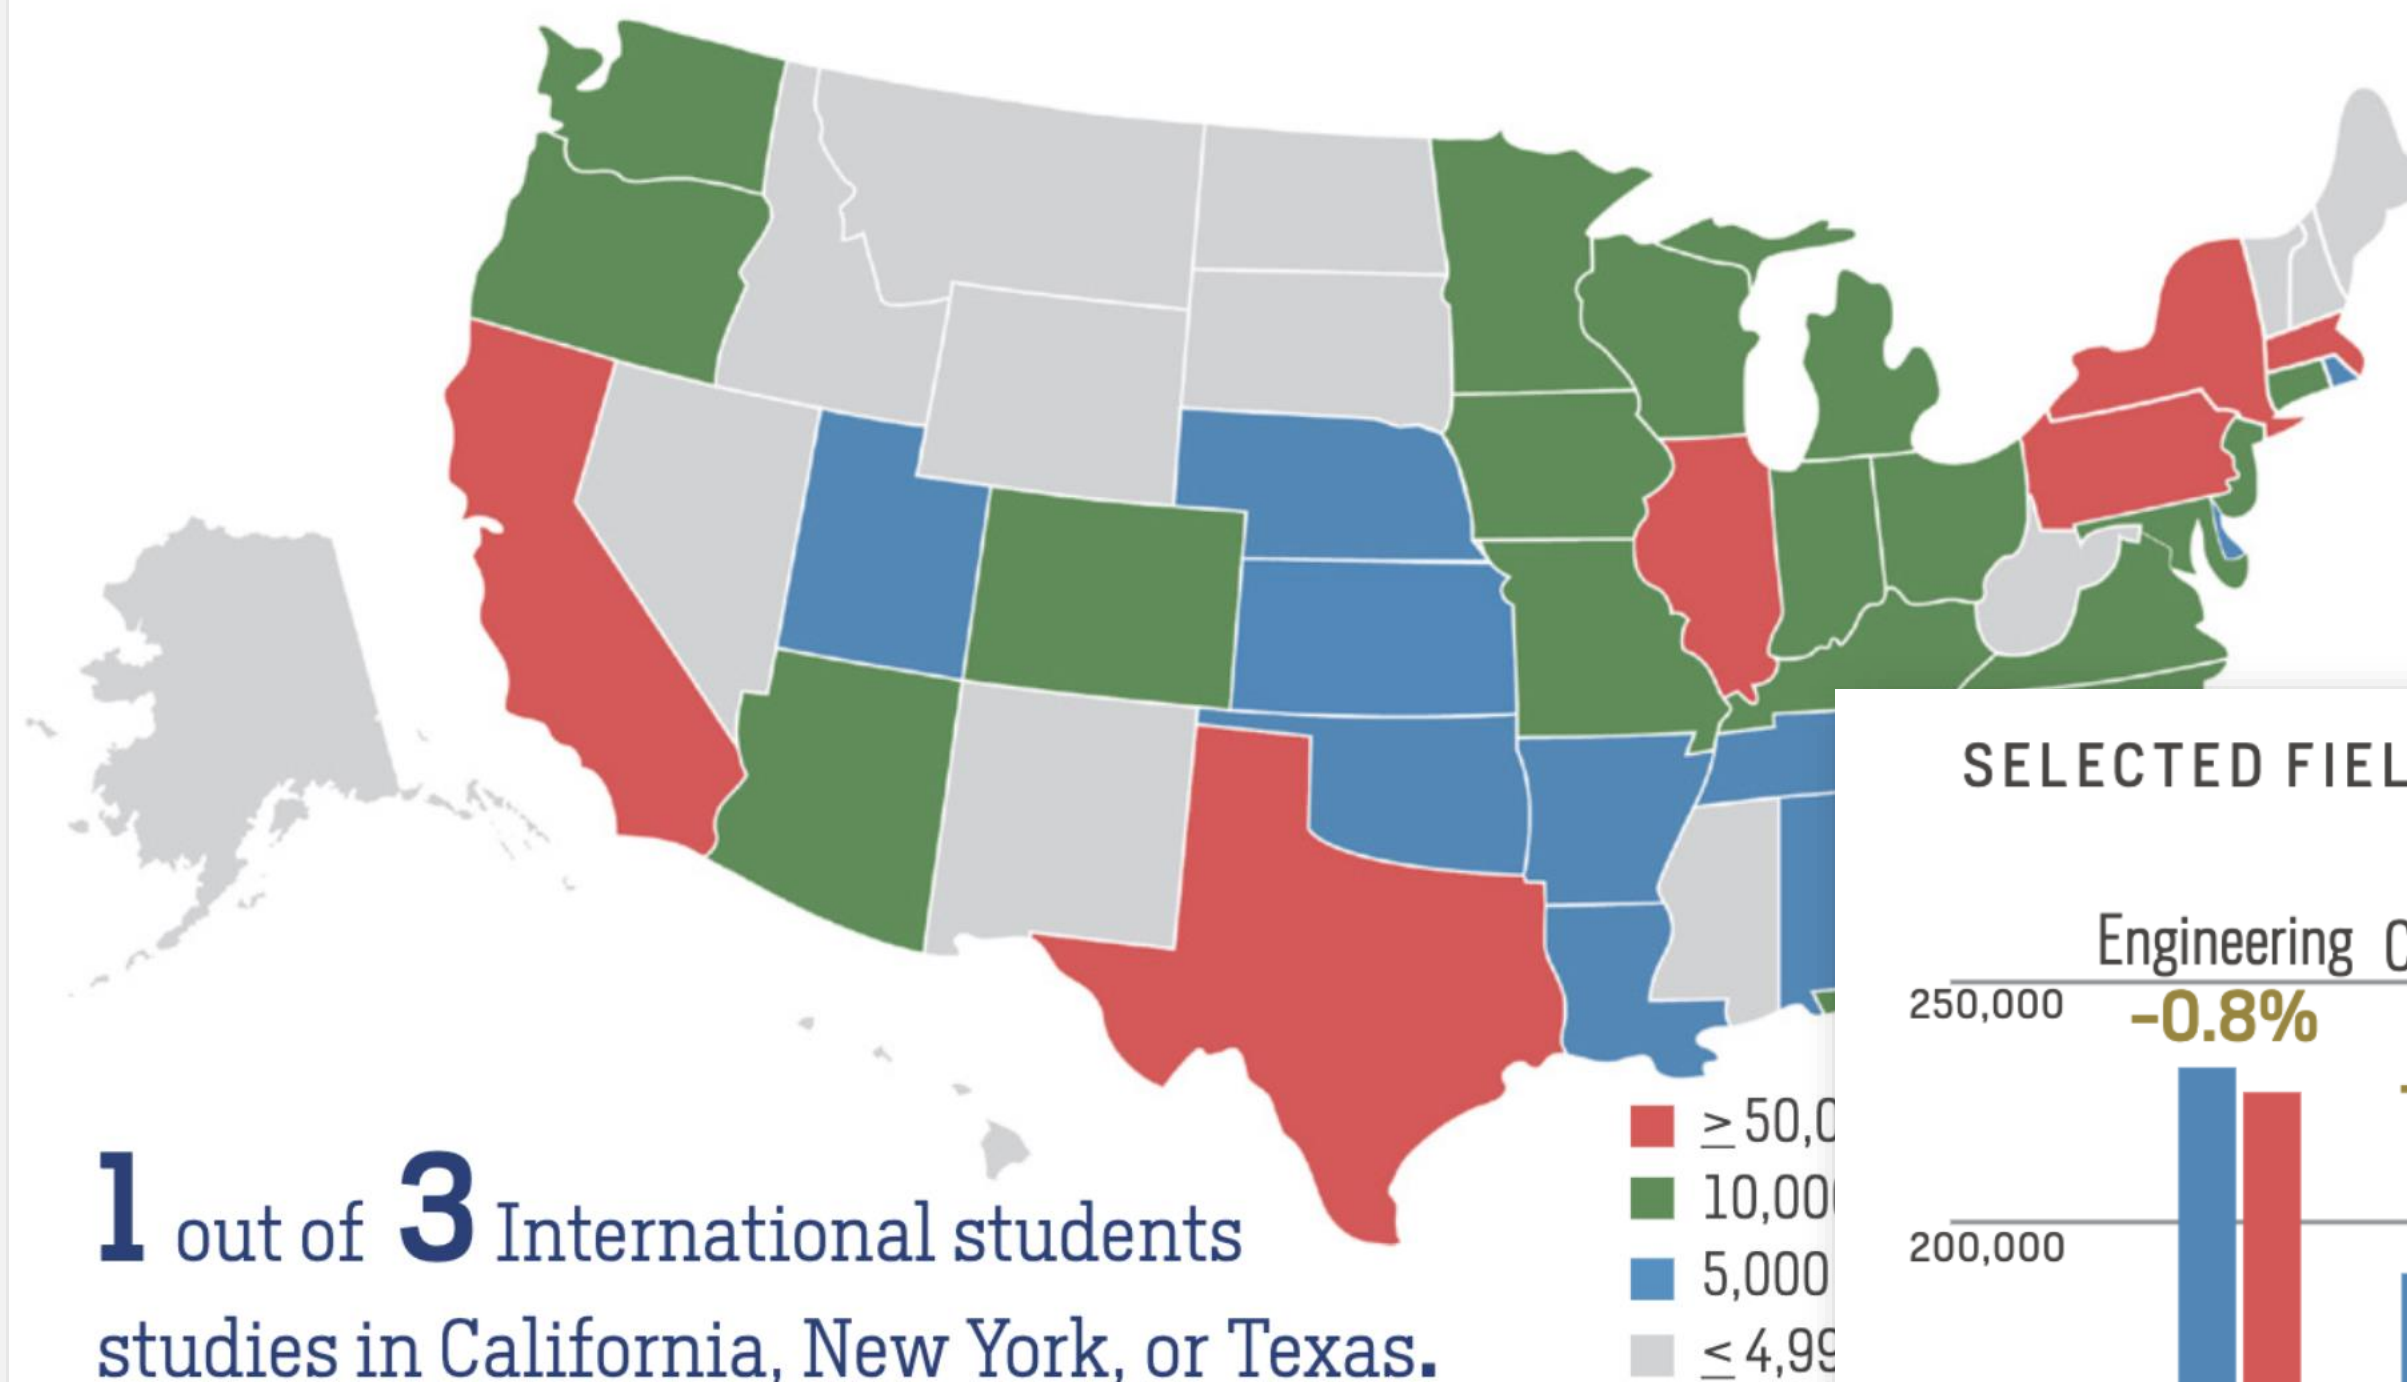 1 out of 3 International students
studies in California, New York, or Texas.
≥ 50,0
10,00
5,000
≤ 4,99
SELECTED FIEL
Engineering
250,000
-0.8%
200,000